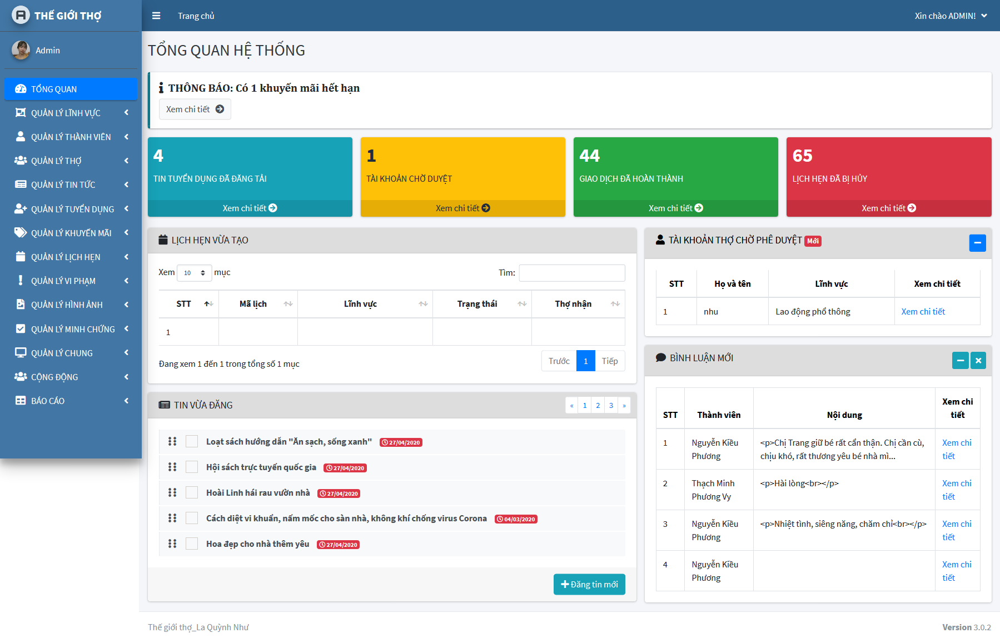 THẾ GIỚI THỢ
Trang chủ
Xin chào ADMIN!
Admin
TỔNG QUAN
QUẢN LÝ LĨNH VỰC
QUẢN LÝ THÀNH VIÊN
QUẢN LÝ THỢ
QUẢN LÝ TIN TỨC
QUẢN LÝ TUYỂN DỤNG
QUẢN LÝ KHUYẾN MÃI
QUẢN LÝ LỊCH HẸN
QUẢN LÝ VI PHẠM
QUẢN LÝ HÌNH ẢNH
QUẢN LÝ MINH CHỨNG
QUẢN LÝ CHUNG
CỘNG ĐỘNG
BÁO CÁO
TỔNG QUAN HỆ THỐNG
THÔNG BÁO: Có 1 khuyến mãi hết hạn
Xem chi tiết
4
TIN TUYỂN DỤNG ĐÃ ĐĂNG TẢI
Xem chi tiết
1
TÀI KHOẢN CHỜ DUYỆT
Xem chi tiết
44
GIAO DỊCH ĐÃ HOÀN THÀNH
Xem chi tiết
65
LỊCH HẸN ĐÃ BỊ HỦY
Xem chi tiết
LỊCH HẸN VỪA TẠO
Xem 10 mục
Tìm:
STT Mã lịch Lĩnh vực Trạng thái Thợ nhận
1
Đang xem 1 đến 1 trong tổng số 1 mục
Trước 1 Tiếp
TIN VỪA ĐĂNG
« 1 2 3 »
Loạt sách hướng dẫn "Ăn sạch, sống xanh" 27/04/2020
Hội sách trực tuyến quốc gia 27/04/2020
Hoài Linh hái rau vườn nhà 27/04/2020
Cách diệt vi khuẩn, nấm mốc cho sàn nhà, không khí chống virus Corona 04/03/2020
Hoa đẹp cho nhà thêm yêu 27/04/2020
Đăng tin mới
TÀI KHOẢN THỢ CHỜ PHÊ DUYỆT Mới
STT Họ và tên Lĩnh vực Xem chi tiết
1 nhu Lao động phổ thông Xem chi tiết
BÌNH LUẬN MỚI
STT Thành viên Nội dung Xem chi
tiết
1 Nguyễn Kiều <p>Chị Trang giữ bé rất cẩn thận. Chị cần cù, Xem chi
Phương chịu khó, rất thương yêu bé nhà mì... tiết
2 Thạch Minh <p>Hài lòng<br></p> Xem chi
Phương Vy tiết
3 Nguyễn Kiều <p>Nhiệt tình, siêng năng, chăm chỉ<br></p> Xem chi
Phương tiết
4 Nguyễn Kiều Xem chi
Phương tiết
Thế giới thợ_La Quỳnh Như
Version 3.0.2